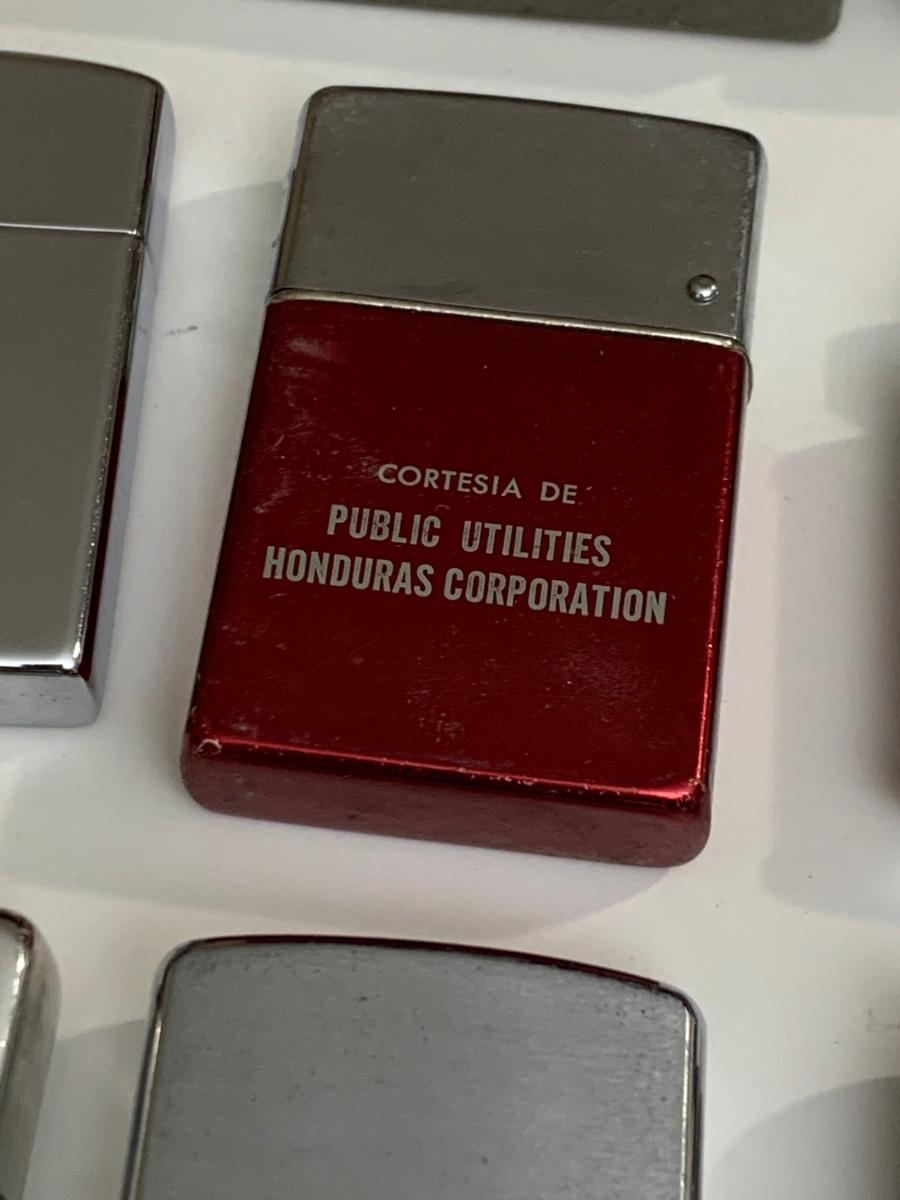 CORTESIA DE
PUBLIC UTILITIES
HONDURAS CORPORATION